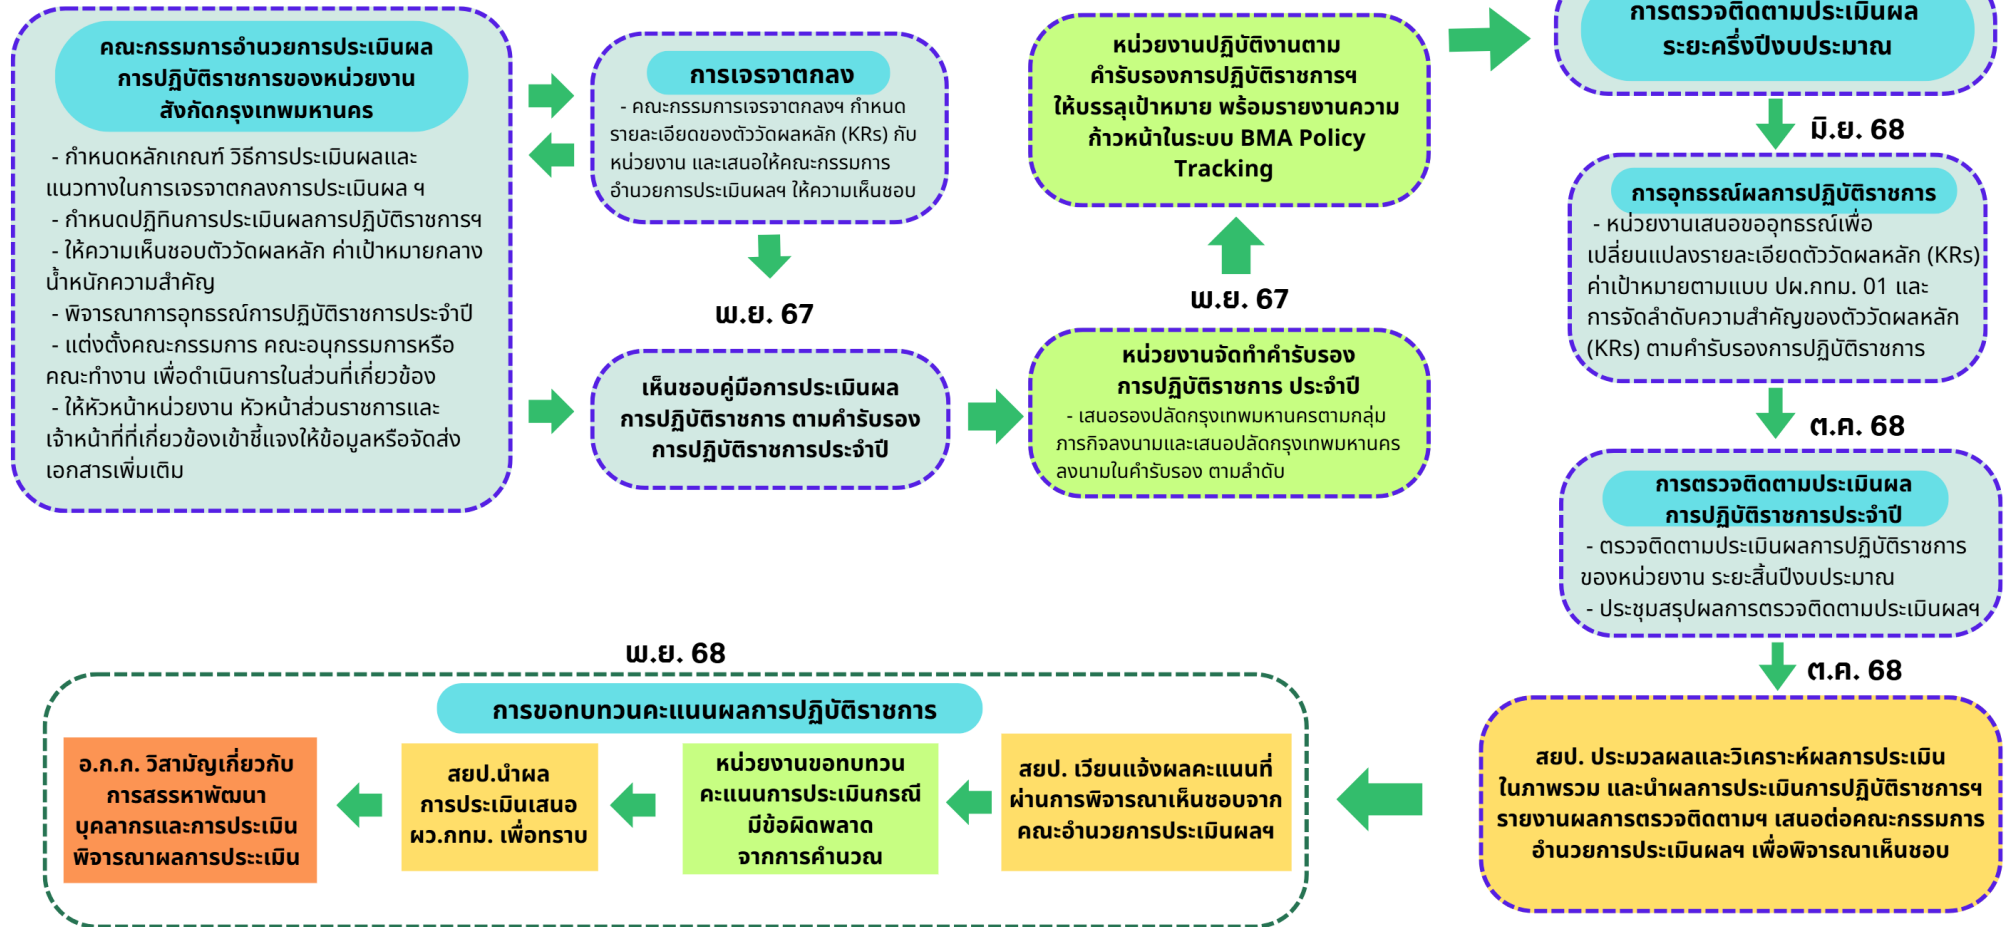 คณะกรรมการอำนวยการประเมินผล
การปฏิบัติราชการของหน่วยงาน
สังกัดกรุงเทพมหานคร
- กำหนดหลักเกณฑ์ วิธีการประเมินผลและ
แนวทางในการเจรจาตกลงการประเมินผล ฯ
- กำหนดปฏิทินการประเมินผลการปฏิบัติราชการฯ
- ให้ความเห็นชอบตัววัดผลหลัก ค่าเป้าหมายกลาง
น้ำหนักความสำคัญ
- พิจารณาการอุทธรณ์การปฏิบัติราชการประจำปี
- แต่งตั้งคณะกรรมการ คณะอนุกรรมการหรือ
คณะทำงาน เพื่อดำเนินการในส่วนที่เกี่ยวข้อง
- ให้หัวหน้าหน่วยงาน หัวหน้าส่วนราชการและ
เจ้าหน้าที่ที่เกี่ยวข้องเข้าชี้แจงให้ข้อมูลหรือจัดส่ง
เอกสารเพิ่มเติม
การเจรจาตกลง
- คณะกรรมการเจรจาตกลงฯ กำหนด
รายละเอียดของตัววัดผลหลัก (KRs) กับ
หน่วยงาน และเสนอให้คณะกรรมการ
อำนวยการประเมินผลฯ ให้ความเห็นชอบ
พ.ย. 67
เห็นชอบคู่มือการประเมินผล
การปฏิบัติราชการ ตามคำรับรอง
การปฏิบัติราชการประจำปี
หน่วยงานปฏิบัติงานตาม
คำรับรองการปฏิบัติราชการฯ
ให้บรรลุเป้าหมาย พร้อมรายงานความ
ก้าวหน้าในระบบ BMA Policy
Tracking
พ.ย. 67
หน่วยงานจัดทำคำรับรอง
การปฏิบัติราชการ ประจำปี
- เสนอรองปลัดกรุงเทพมหานครตามกลุ่ม
ภารกิจลงนามและเสนอปลัดกรุงเทพมหานคร
ลงนามในคำรับรอง ตามลำดับ
การตรวจติดตามประเมินผล
ระยะครึ่งปีงบประมาณ
มิ.ย. 68
การอุทธรณ์ผลการปฏิบัติราชการ
- หน่วยงานเสนอขออุทธรณ์เพื่อ
เปลี่ยนแปลงรายละเอียดตัววัดผลหลัก (KRs)
ค่าเป้าหมายตามแบบ ปผ.กทม. 01 และ
การจัดลำดับความสำคัญของตัววัดผลหลัก
(KRs) ตามคำรับรองการปฏิบัติราชการ
ต.ค. 68
การตรวจติดตามประเมินผล
การปฏิบัติราชการประจำปี
- ตรวจติดตามประเมินผลการปฏิบัติราชการ
ของหน่วยงาน ระยะสิ้นปีงบประมาณ
- ประชุมสรุปผลการตรวจติดตามประเมินผลฯ
ต.ค. 68
สยป. ประมวลผลและวิเคราะห์ผลการประเมิน
ในภาพรวม และนำผลการประเมินการปฏิบัติราชการฯ
รายงานผลการตรวจติดตามฯ เสนอต่อคณะกรรมการ
อำนวยการประเมินผลฯ เพื่อพิจารณาเห็นชอบ
พ.ย. 68
การขอทบทวนคะแนนผลการปฏิบัติราชการ
สยป. เวียนแจ้งผลคะแนนที่
ผ่านการพิจารณาเห็นชอบจาก
คณะอำนวยการประเมินผลฯ
หน่วยงานขอทบทวน
คะแนนการประเมินกรณี
มีข้อผิดพลาด
จากการคำนวณ
สยป.นำผล
การประเมินเสนอ
ผว.กทม. เพื่อทราบ
อ.ก.ก. วิสามัญเกี่ยวกับ
การสรรหาพัฒนา
บุคลากรและการประเมิน
พิจารณาผลการประะเมิน